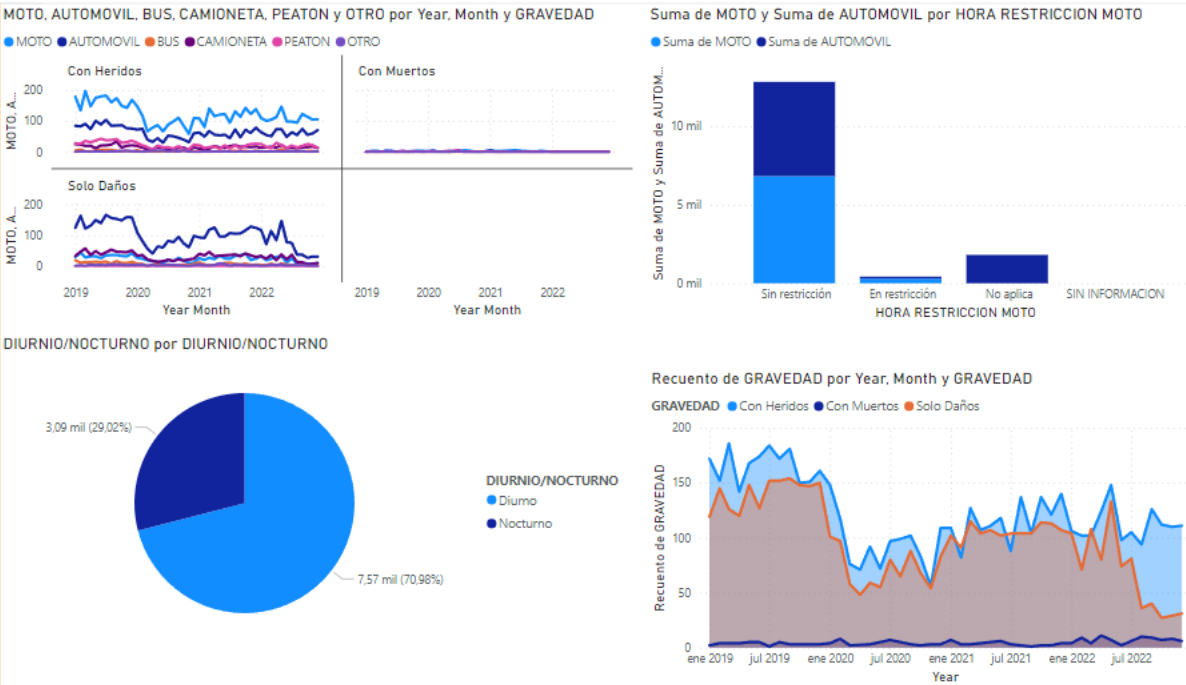 MOTO, AUTOMOVIL, BUS, CAMIONETA, PEATON y OTRO por Year, Month y GRAVEDAD
MOTO AUTOMOVIL BUS CAMIONETA PEATON OTRO
Con Heridos
Con Muertos
MOTO, A...
200
100
0
Solo Daños
MOTO, A...
200
100
0
2019 2020 2021 2022
Year Month
2019 2020 2021 2022
Year Month
Suma de MOTO y Suma de AUTOMOVIL por HORA RESTRICCION MOTO
Suma de MOTO Suma de AUTOMOVIL
Suma de MOTO y Suma de AUTOM...
10 mil
5 mil
0 mil
Sin restricción En restricción No aplica SIN INFORMACION
HORA RESTRICCION MOTO
DIURNIO/NOCTURNO por DIURNIO/NOCTURNO
3,09 mil (29,02%)
7,57 mil (70,98%)
DIURNIO/NOCTURNO
Diurno
Nocturno
Recuento de GRAVEDAD por Year, Month y GRAVEDAD
GRAVEDAD Con Heridos Con Muertos Solo Daños
Recuento de GRAVEDAD
200
150
100
50
0
ene 2019 jul 2019 ene 2020 jul 2020 ene 2021 jul 2021 ene 2022 jul 2022
Year